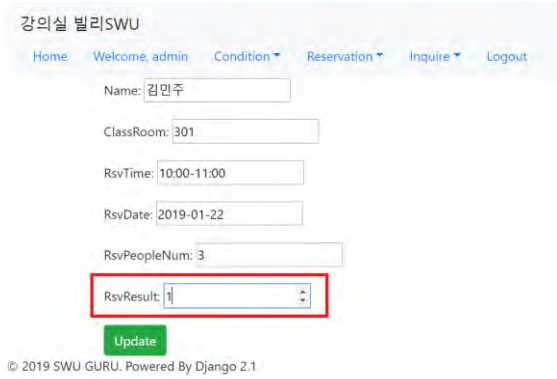 강의실 빌리SWU
Home Welcome, admin Condition Reservation Inquire Logout
Name: 김민주
ClassRoom: 301
RsvTime: 10:00-11:00
RsvDate: 2019-01-22
RsvPeopleNum: 3
RsvResult: 1
Update
© 2019 SWU GURU. Powered By Django 2.1